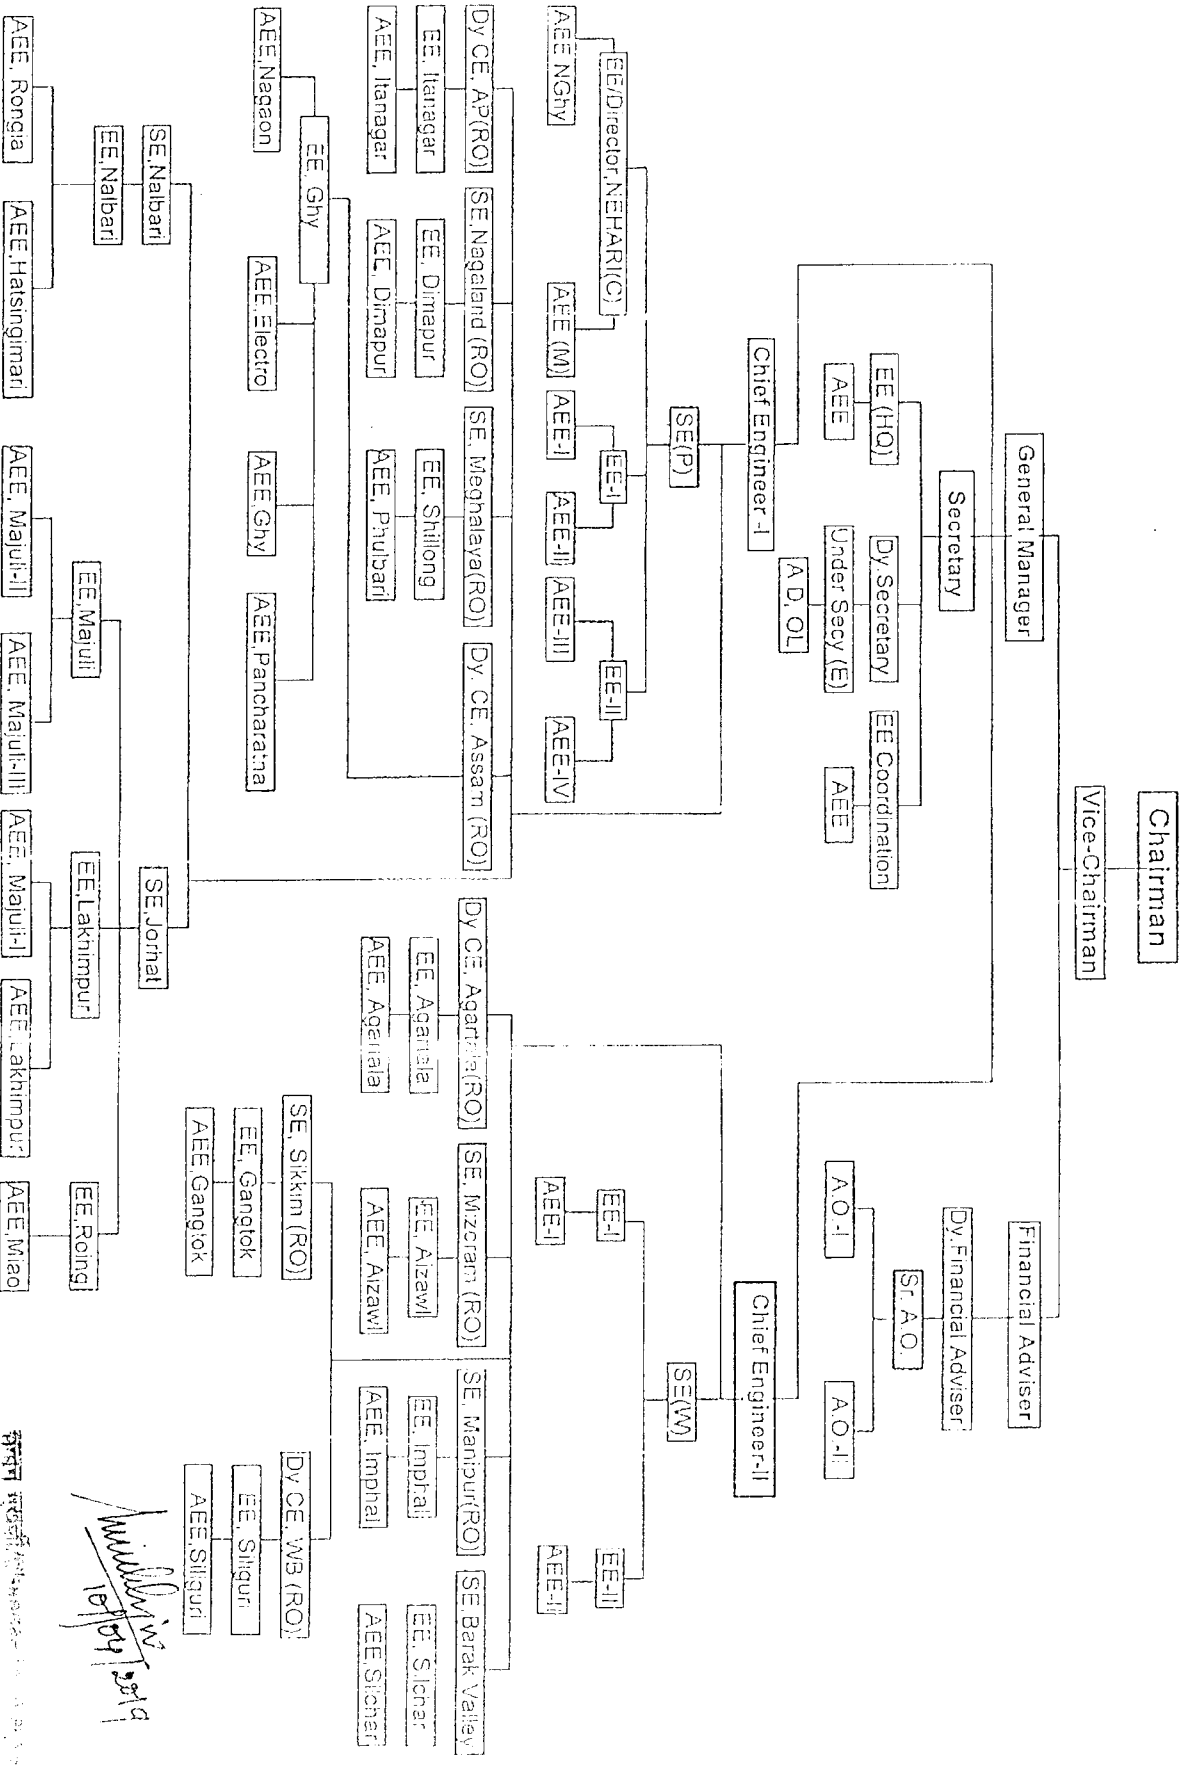 Chairman
Vice-Chairman
General Manager
Financial Adviser
Secretary
Dy.Financial Adviser
EE (HQ)
Dy.Secretary
EE Coordination
Sr. A.O.
AEE
Under Secy (E)
AEE
A.O.-I
A.O.-II
A D, OL
Chief Engineer -I
Chief Engineer-II
SE(P)
SE(W)
EE/Director,NEHARI(C)
EE-I
EE-II
EE-I
EE-II
AEE NGhy
AEE (M)
AEE-I
AEE-II
AEE-III
AEE-IV
AEE-I
AEE-II
Dy CE, AP(RO)
SE,Nagaland (RO)
SE, Meghalaya(RO)
Dy. CE, Assam (RO)
Dy CE, Agartala(RO)
SE, Mizoram (RO)
SE, Manipur(RO)
SE,Barak Valley
EE, Itanagar
EE, Dimapur
EE, Shillong
EE, Agartala
EE, Aizawl
EE, Imphal
EE, Silchar
AEE, Itanagar
AEE, Dimapur
AEE, Phulbari
AEE, Agartala
AEE, Aizawl
AEE, Imphal
AEE, Silchar
EE, Ghy
SE, Sikkim (RO)
Dy CE, WB (RO)
AEE,Nagaon
AEE,Electro
AEE,Ghy
AEE,Pancharatna
EE, Gangtok
EE, Siliguri
AEE,Gangtok
AEE,Siliguri
SE,Nalbari
SE,Jorhat
EE,Nalbari
EE,Majuli
EE,Lakhimpur
EE,Roing
AEE, Rongia
AEE,Hatsingimari
AEE, Majuli-II
AEE, Majuli-III
AEE, Majuli-I
AEE,Lakhimpur
AEE,Miao
10/04/2019